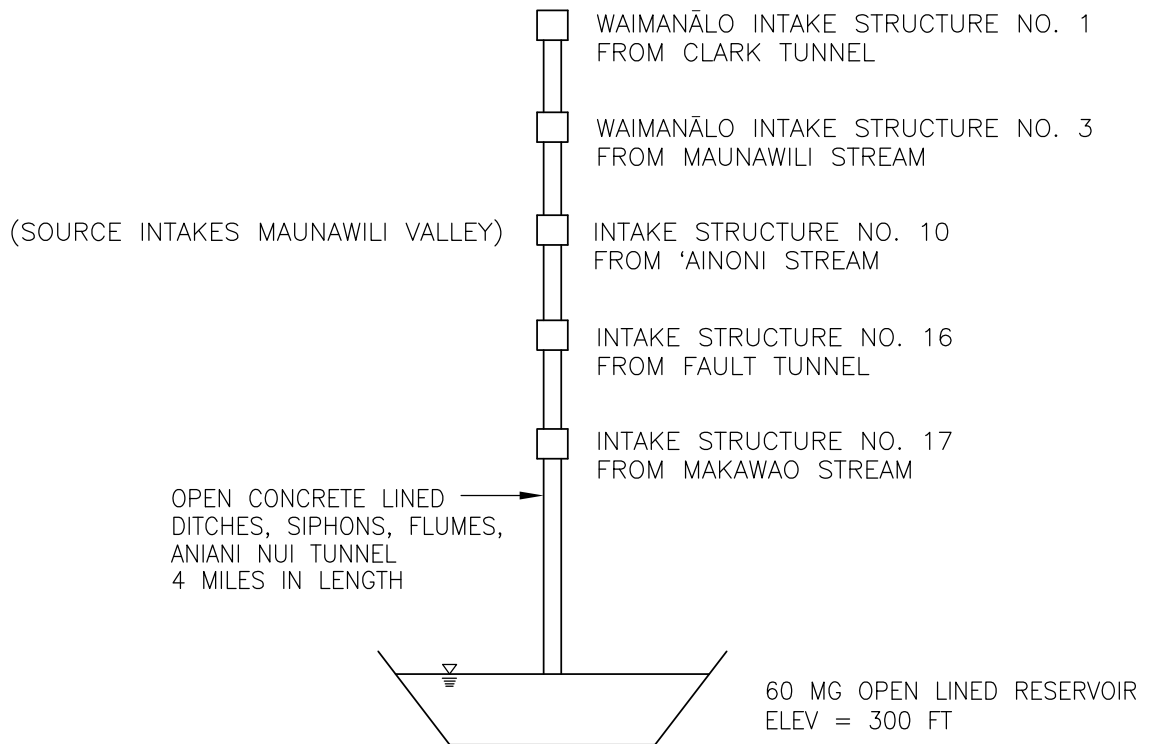 WAIMANĀLO INTAKE STRUCTURE NO. 1
FROM CLARK TUNNEL
WAIMANĀLO INTAKE STRUCTURE NO. 3
FROM MAUNAWILI STREAM
(SOURCE INTAKES MAUNAWILI VALLEY)
INTAKE STRUCTURE NO. 10
FROM ‘AINONI STREAM
INTAKE STRUCTURE NO. 16
FROM FAULT TUNNEL
INTAKE STRUCTURE NO. 17
FROM MAKAWAO STREAM
OPEN CONCRETE LINED
DITCHES, SIPHONS, FLUMES,
ANIANI NUI TUNNEL
4 MILES IN LENGTH
60 MG OPEN LINED RESERVOIR
ELEV = 300 FT